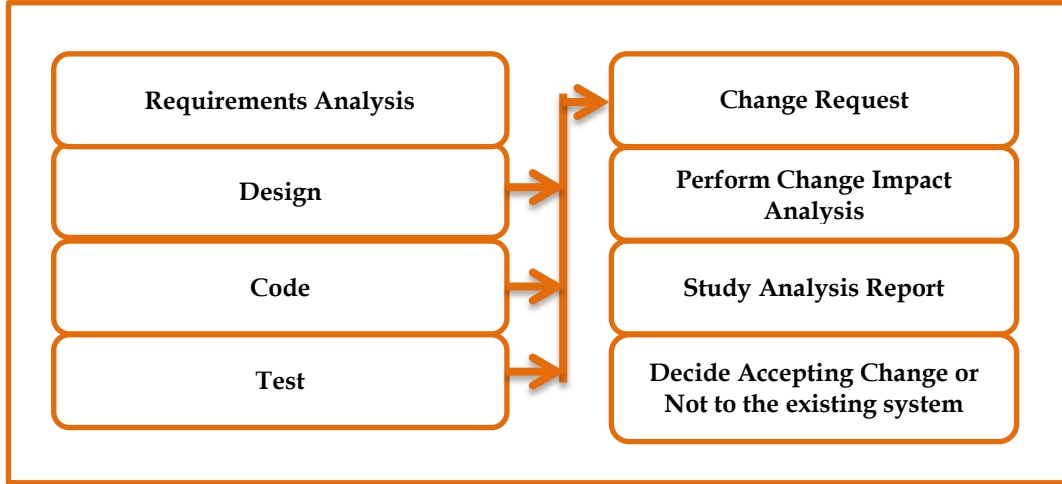 Requirements Analysis
Design
Code
Test
Change Request
Perform Change Impact
Analysis
Study Analysis Report
Decide Accepting Change or
Not to the existing system